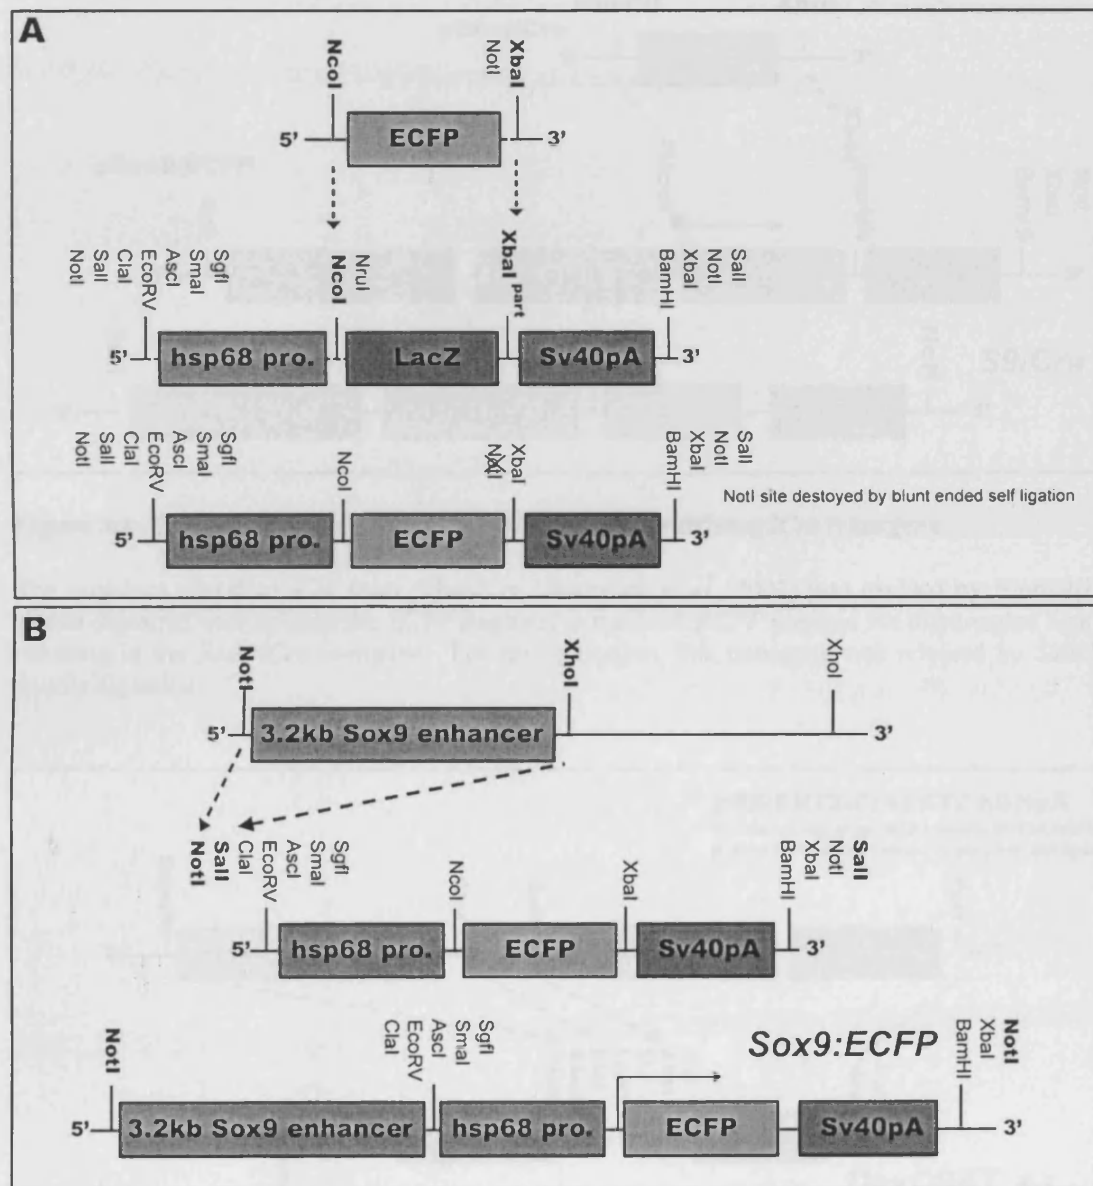 A
NcoI
NotI
XbaI
5’
ECFP
3’
NotI
SalI
ClaI
EcoRV
AscI
SmaI
SgfI
NcoI
NruI
XbaI part
BamHI
XbaI
NotI
SalI
5’
hsp68 pro.
LacZ
Sv40pA
3’
NotI
SalI
ClaI
EcoRV
AscI
SmaI
SgfI
NcoI
NotI
XbaI
BamHI
XbaI
NotI
SalI
NotI site destoyed by blunt ended self ligation
5’
hsp68 pro.
ECFP
Sv40pA
3’
B
NotI
XhoI
XhoI
5’
3.2kb Sox9 enhancer
3’
NotI
SalI
ClaI
EcoRV
AscI
SmaI
SgfI
NcoI
XbaI
BamHI
XbaI
NotI
SalI
5’
hsp68 pro.
ECFP
Sv40pA
3’
NotI
ClaI
EcoRV
AscI
SmaI
SgfI
Sox9:ECFP
BamHI
XbaI
NotI
5’
3.2kb Sox9 enhancer
hsp68 pro.
ECFP
Sv40pA
3’